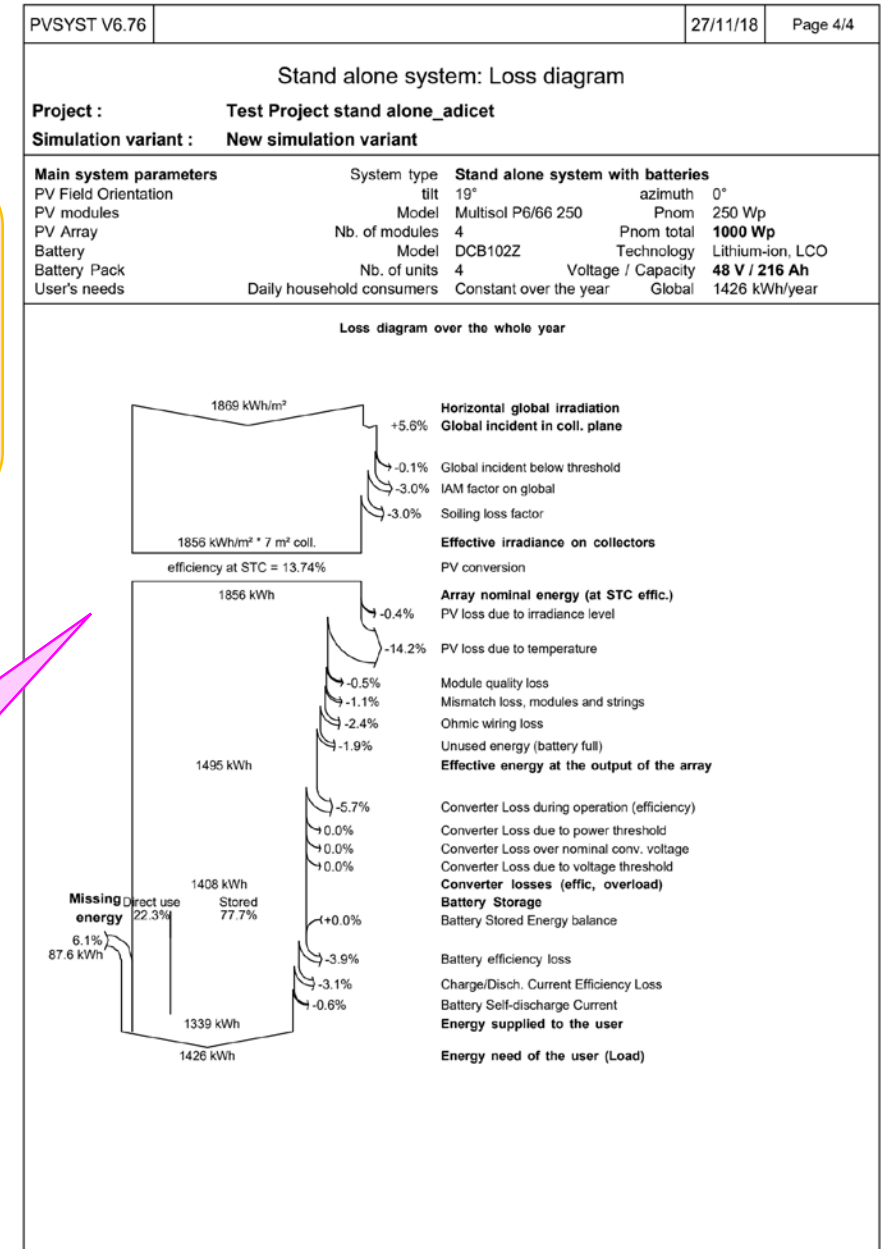 PVSYST V6.76 27/11/18 Page 4/4
Stand alone system: Loss diagram
Project : Test Project stand alone_adicet
Simulation variant : New simulation variant
Main system parameters System type Stand alone system with batteries
PV Field Orientation tilt 19° azimuth 0°
PV modules Model Multisol P6/66 250 Pnom 250 Wp
PV Array Nb. of modules 4 Pnom total 1000 Wp
Battery Model DCB102Z Technology Lithium-ion, LCO
Battery Pack Nb. of units 4 Voltage / Capacity 48 V / 216 Ah
User's needs Daily household consumers Constant over the year Global 1426 kWh/year
Loss diagram over the whole year
1869 kWh/m² Horizontal global irradiation
+5.6% Global incident in coll. plane
-0.1% Global incident below threshold
-3.0% IAM factor on global
-3.0% Soiling loss factor
1856 kWh/m² * 7 m² coll. Effective irradiance on collectors
efficiency at STC = 13.74% PV conversion
1856 kWh Array nominal energy (at STC effic.)
-0.4% PV loss due to irradiance level
-14.2% PV loss due to temperature
-0.5% Module quality loss
-1.1% Mismatch loss, modules and strings
-2.4% Ohmic wiring loss
-1.9% Unused energy (battery full)
1495 kWh Effective energy at the output of the array
-5.7% Converter Loss during operation (efficiency)
0.0% Converter Loss due to power threshold
0.0% Converter Loss over nominal conv. voltage
0.0% Converter Loss due to voltage threshold
1408 kWh Converter losses (effic, overload)
Missing Direct use Stored Battery Storage
energy 22.3% 77.7% Battery Stored Energy balance
+0.0%
6.1%
87.6 kWh -3.9% Battery efficiency loss
-3.1% Charge/Disch. Current Efficiency Loss
-0.6% Battery Self-discharge Current
1339 kWh Energy supplied to the user
1426 kWh Energy need of the user (Load)